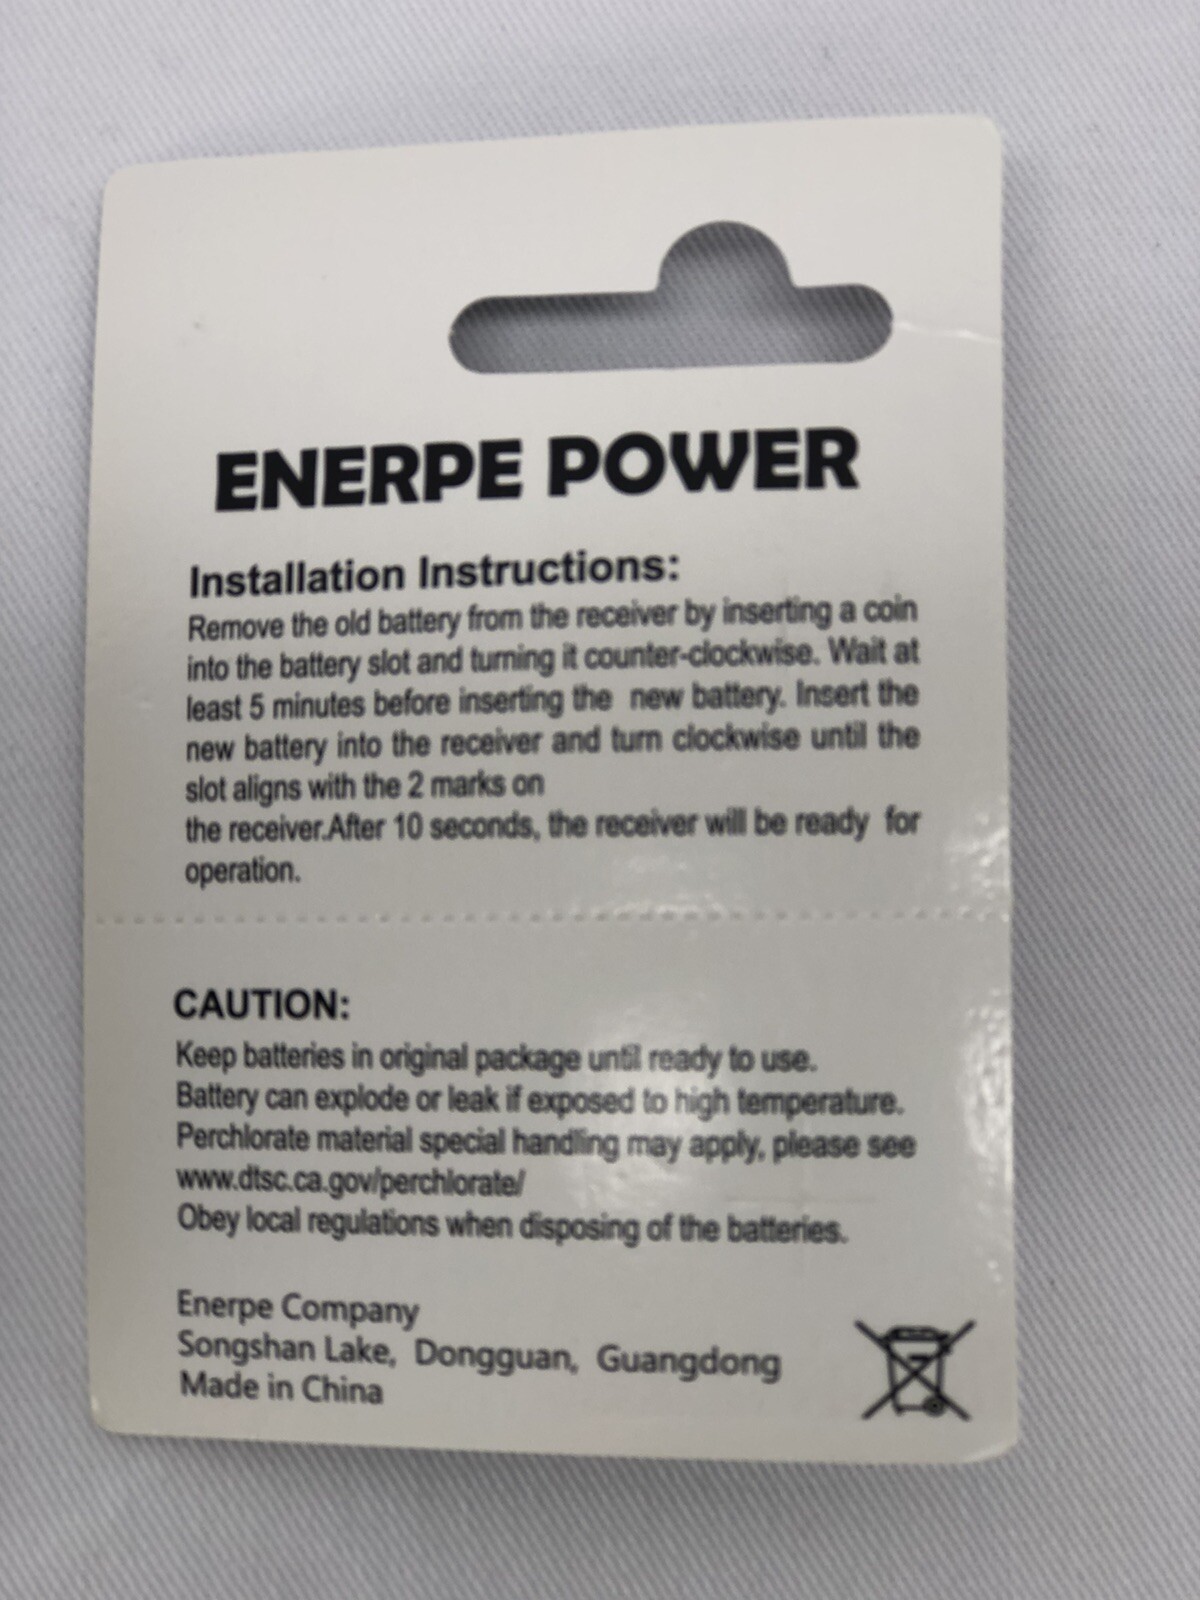 ENERPE POWER
Installation Instructions:
Remove the old battery from the receiver by inserting a coin
into the battery slot and turning it counter-clockwise. Wait at
least 5 minutes before inserting the new battery. Insert the
new battery into the receiver and turn clockwise until the
slot aligns with the 2 marks on
the receiver.After 10 seconds, the receiver will be ready for
operation.
CAUTION:
Keep batteries in original package until ready to use.
Battery can explode or leak if exposed to high temperature.
Perchlorate material special handling may apply, please see
www.dtsc.ca.gov/perchlorate/
Obey local regulations when disposing of the batteries.
Enerpe Company
Songshan Lake, Dongguan, Guangdong
Made in China